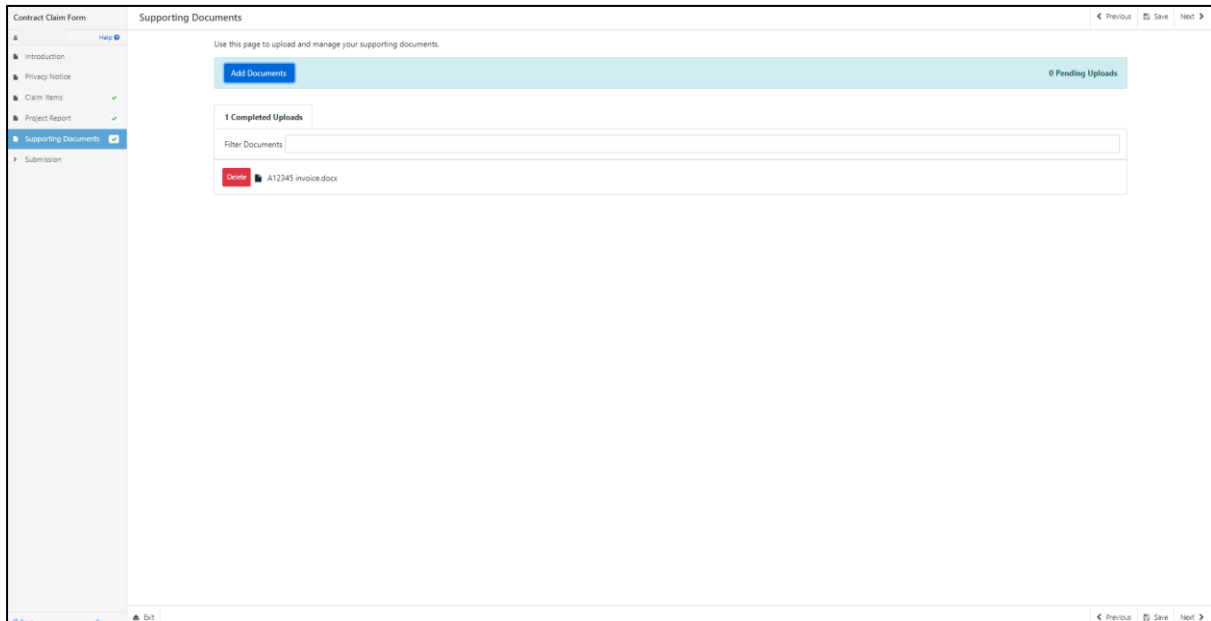 Contract Claim Form
Supporting Documents
Previous Save Next
Help
Introduction
Privacy Notice
Claim Items
Project Report
Supporting Documents
Submission
Use this page to upload and manage your supporting documents.
Add Documents 0 Pending Uploads
1 Completed Uploads
Filter Documents
Delete A12345 invoice.docx
Exit
Previous Save Next